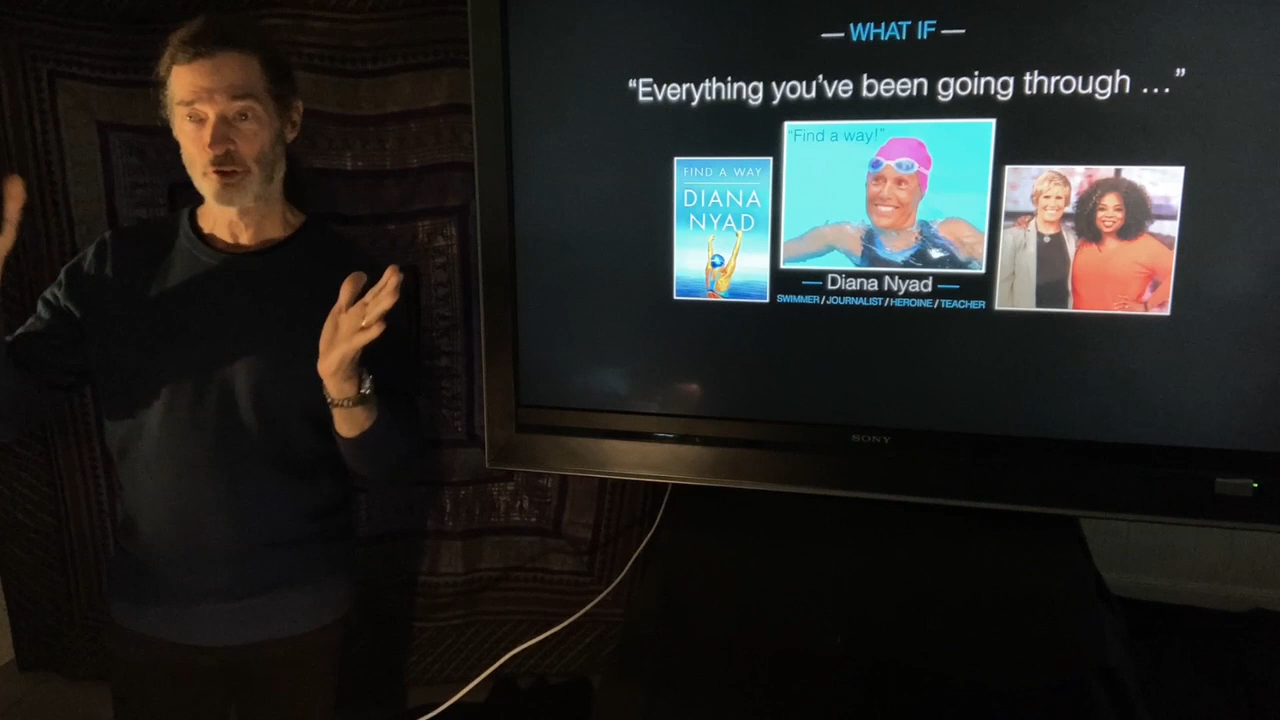 — WHAT IF —
“Everything you’ve been going through …”
“Find a way!”
FIND A WAY
DIANA
NYAD
— Diana Nyad —
SWIMMER / JOURNALIST / HEROINE / TEACHER
SONY